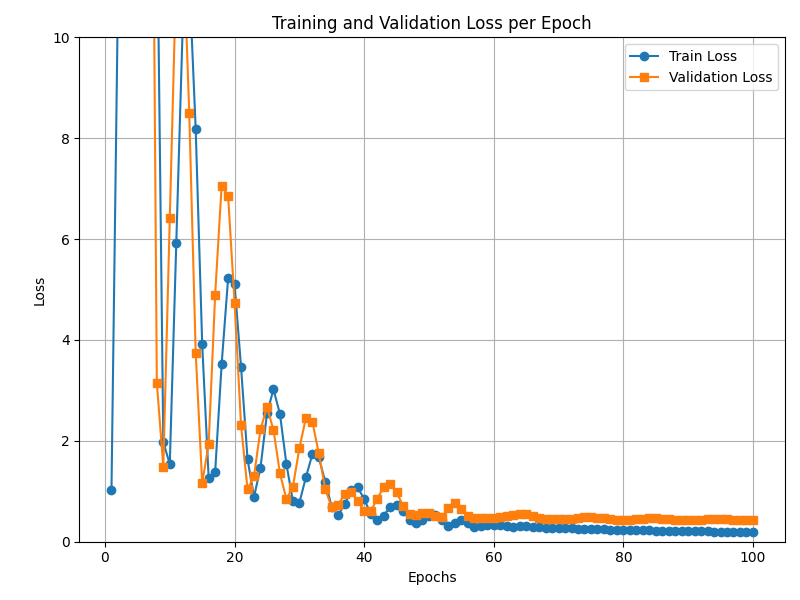 Training and Validation Loss per Epoch
Train Loss
Validation Loss
Loss
10
8
6
4
2
0
0 20 40 60 80 100
Epochs